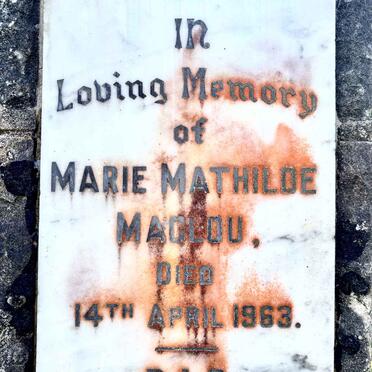 In
Loving Memory
of
MARIE MATHILDE
MACLOU.
DIED
14TH APRIL 1963.